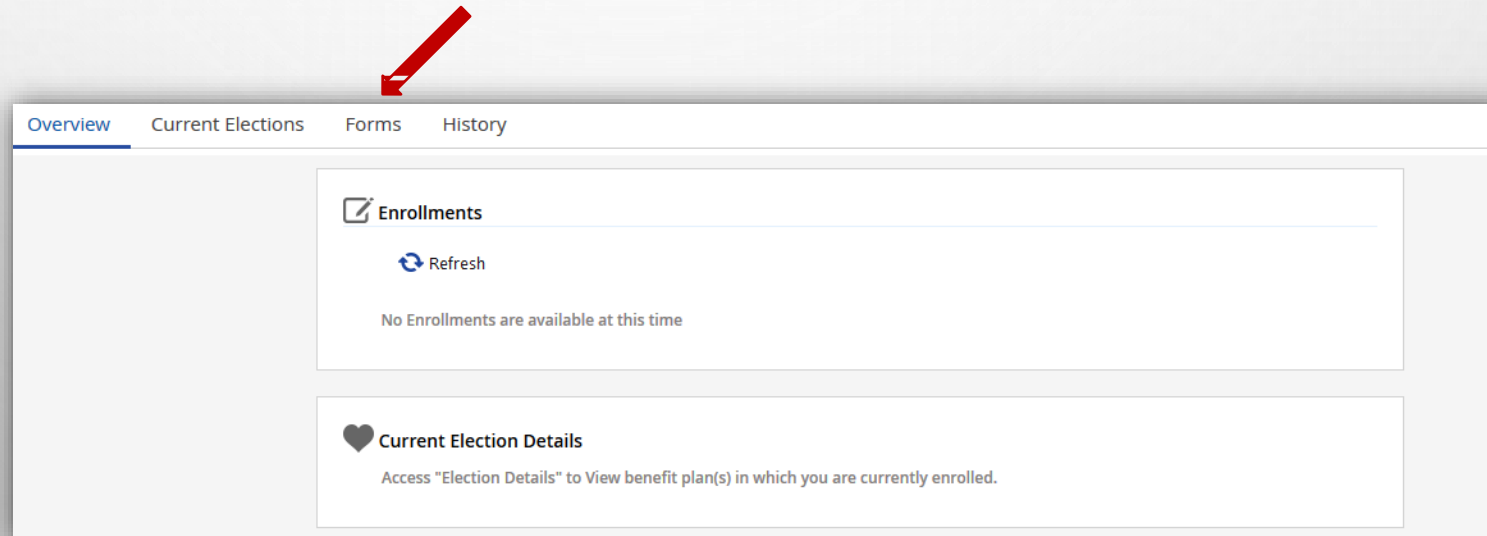 Overview Current Elections Forms History
Enrollments
Refresh
No Enrollments are available at this time
Current Election Details
Access "Election Details" to View benefit plan(s) in which you are currently enrolled.